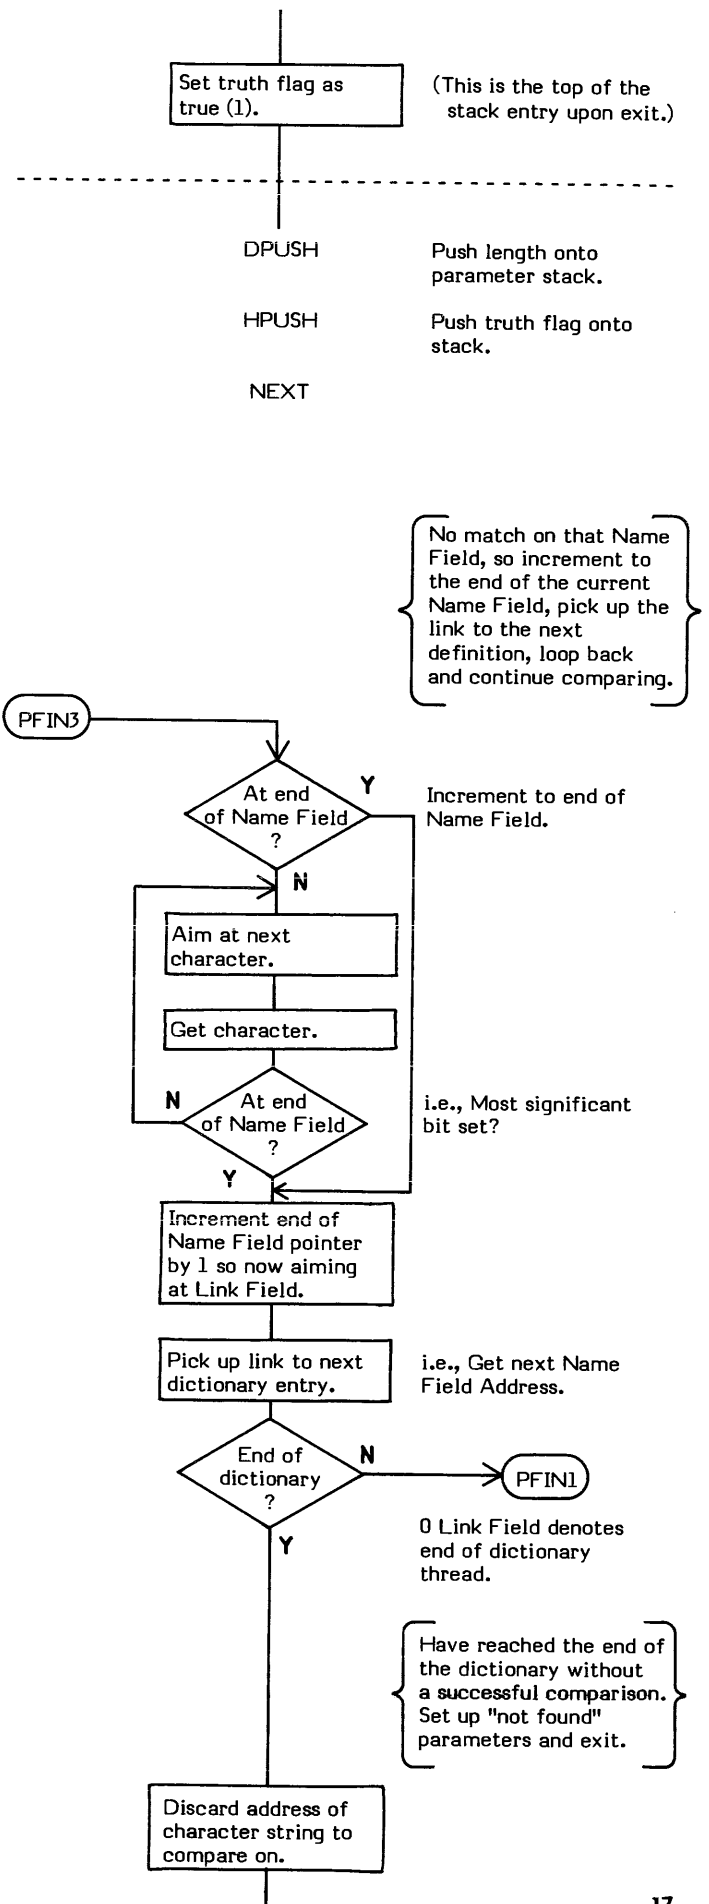 Set truth flag as
true (1).
(This is the top of the
stack entry upon exit.)
DPUSH
Push length onto
parameter stack.
HPUSH
Push truth flag onto
stack.
NEXT
No match on that Name
Field, so increment to
the end of the current
Name Field, pick up the
link to the next
definition, loop back
and continue comparing.
PFIN3
At end
of Name Field
?
Y
Increment to end of
Name Field.
N
Aim at next
character.
Get character.
N
At end
of Name Field
?
i.e., Most significant
bit set?
Y
Increment end of
Name Field pointer
by 1 so now aiming
at Link Field.
Pick up link to next
dictionary entry.
i.e., Get next Name
Field Address.
End of
dictionary
?
N
PFIN1
Y
0 Link Field denotes
end of dictionary
thread.
Have reached the end of
the dictionary without
a successful comparison.
Set up "not found"
parameters and exit.
Discard address of
character string to
compare on.
17